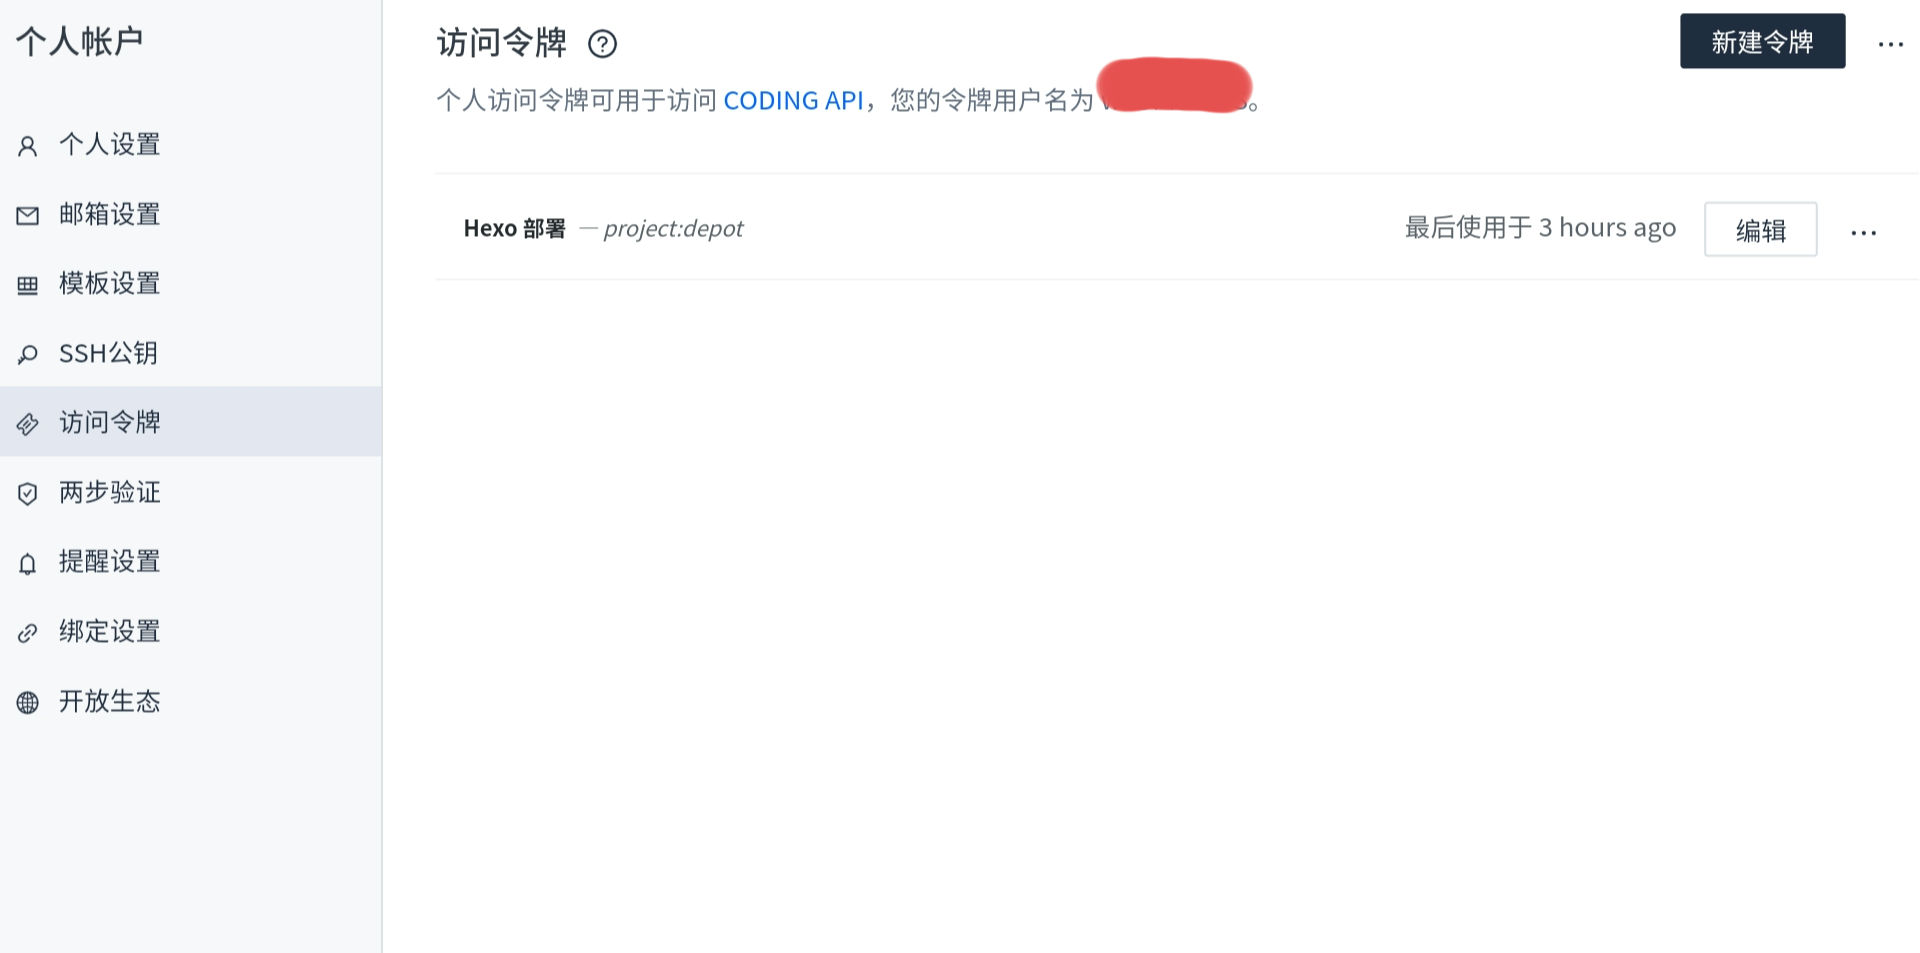 个人帐户
个人设置
邮箱设置
模板设置
SSH公钥
访问令牌
两步验证
提醒设置
绑定设置
开放生态
访问令牌
新建令牌
个人访问令牌可用于访问 CODING API，您的令牌用户名为 。
Hexo 部署 — project:depot
最后使用于 3 hours ago
编辑